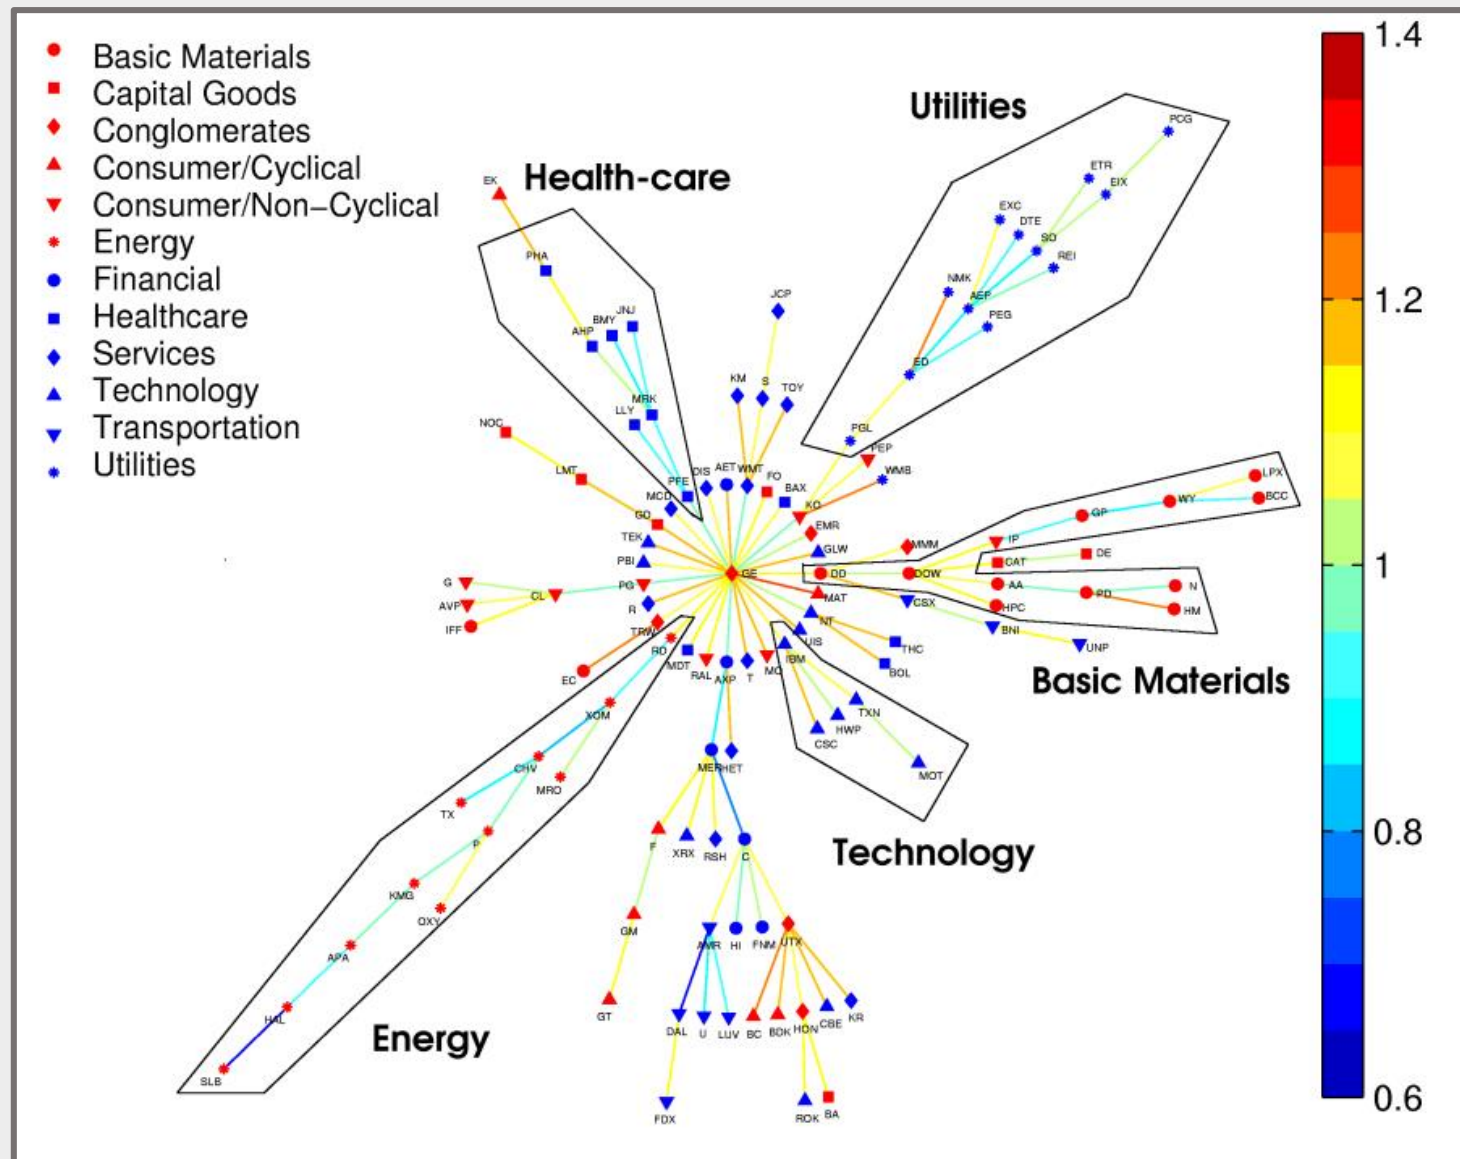 Basic Materials
Capital Goods
Conglomerates
Consumer/Cyclical
Consumer/Non−Cyclical
Energy
Financial
Healthcare
Services
Technology
Transportation
Utilities
1.4
1.2
1
0.8
0.6
Utilities
PCG
ETR
EIX
EXC
DTE
SO
REI
NMK
AEP
PEG
ED
PGL
Health-care
EK
PHA
JNJ
BMY
AHP
MRK
LLY
PFE
JCP
KM
S
TOY
NOC
LMT
GD
MCD
DIS
AET
WMT
FO
BAX
KO
PEP
WMB
EMR
GLW
TEK
PBI
PG
R
TRW
GE
MAT
G
AVP
CL
IFF
EC
LPX
BCC
WY
GP
IP
MMM
CAT
DE
DD
DOW
AA
HPC
PD
N
HM
CSX
BNI
UNP
Basic Materials
NT
UIS
THC
BOL
IBM
TXN
HWP
CSC
MOT
Technology
RD
MDT
RAL
AXP
T
MO
MER
HET
F
XRX
RSH
C
GM
GT
AMR
HI
FNM
UTX
DAL
U
LUV
BC
BDK
HON
CBE
KR
FDX
ROK
BA
XOM
CHV
MRO
TX
P
KMG
OXY
APA
HAL
SLB
Energy